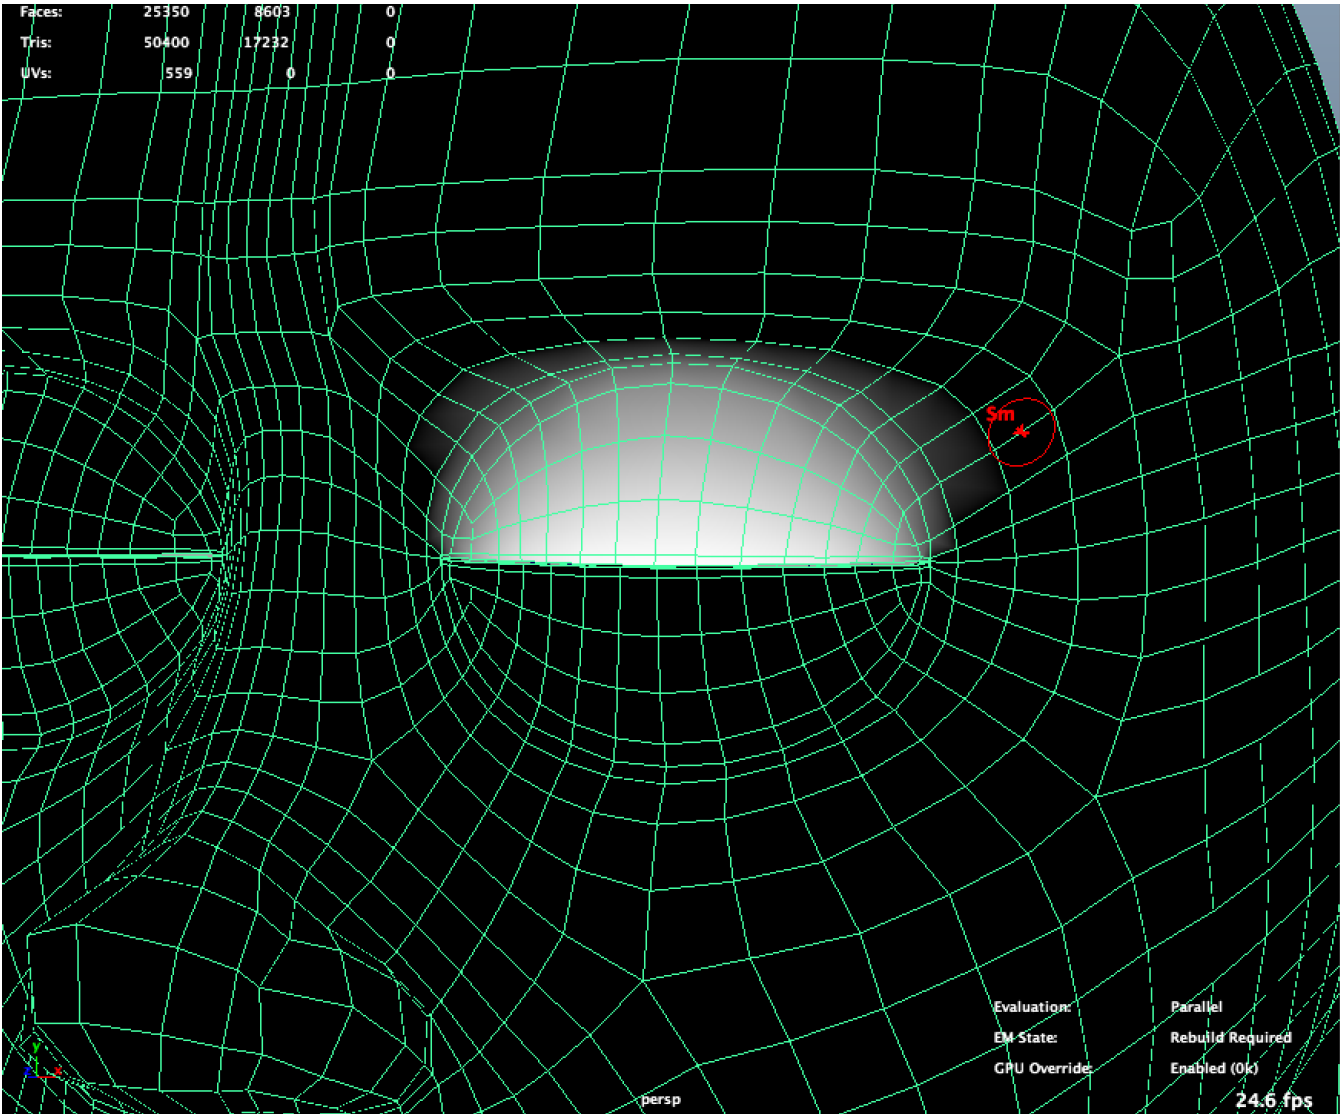 Faces: 25350 8603 0
Tris: 50400 17232 0
UVs: 559 0 0
Sm
Evaluation: Parallel
EM State: Rebuild Required
GPU Override: Enabled (0k)
y
z x
persp
24.6 fps